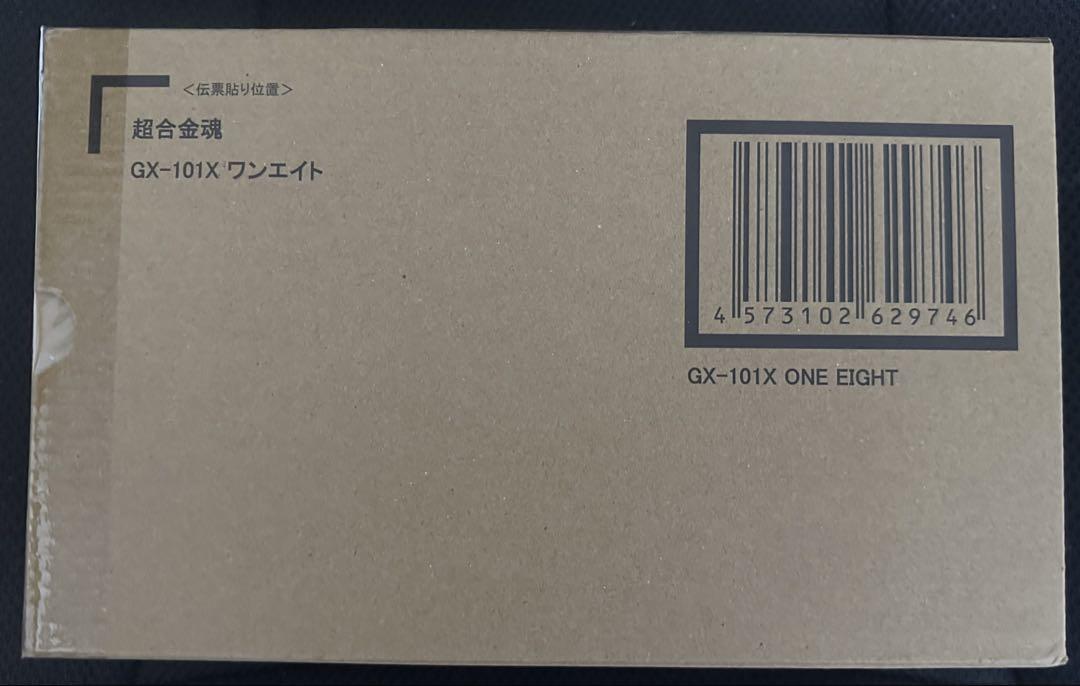 ＜伝票貼り位置＞
超合金魂
GX-101X ワンエイト
4 573102 629746
GX-101X ONE EIGHT